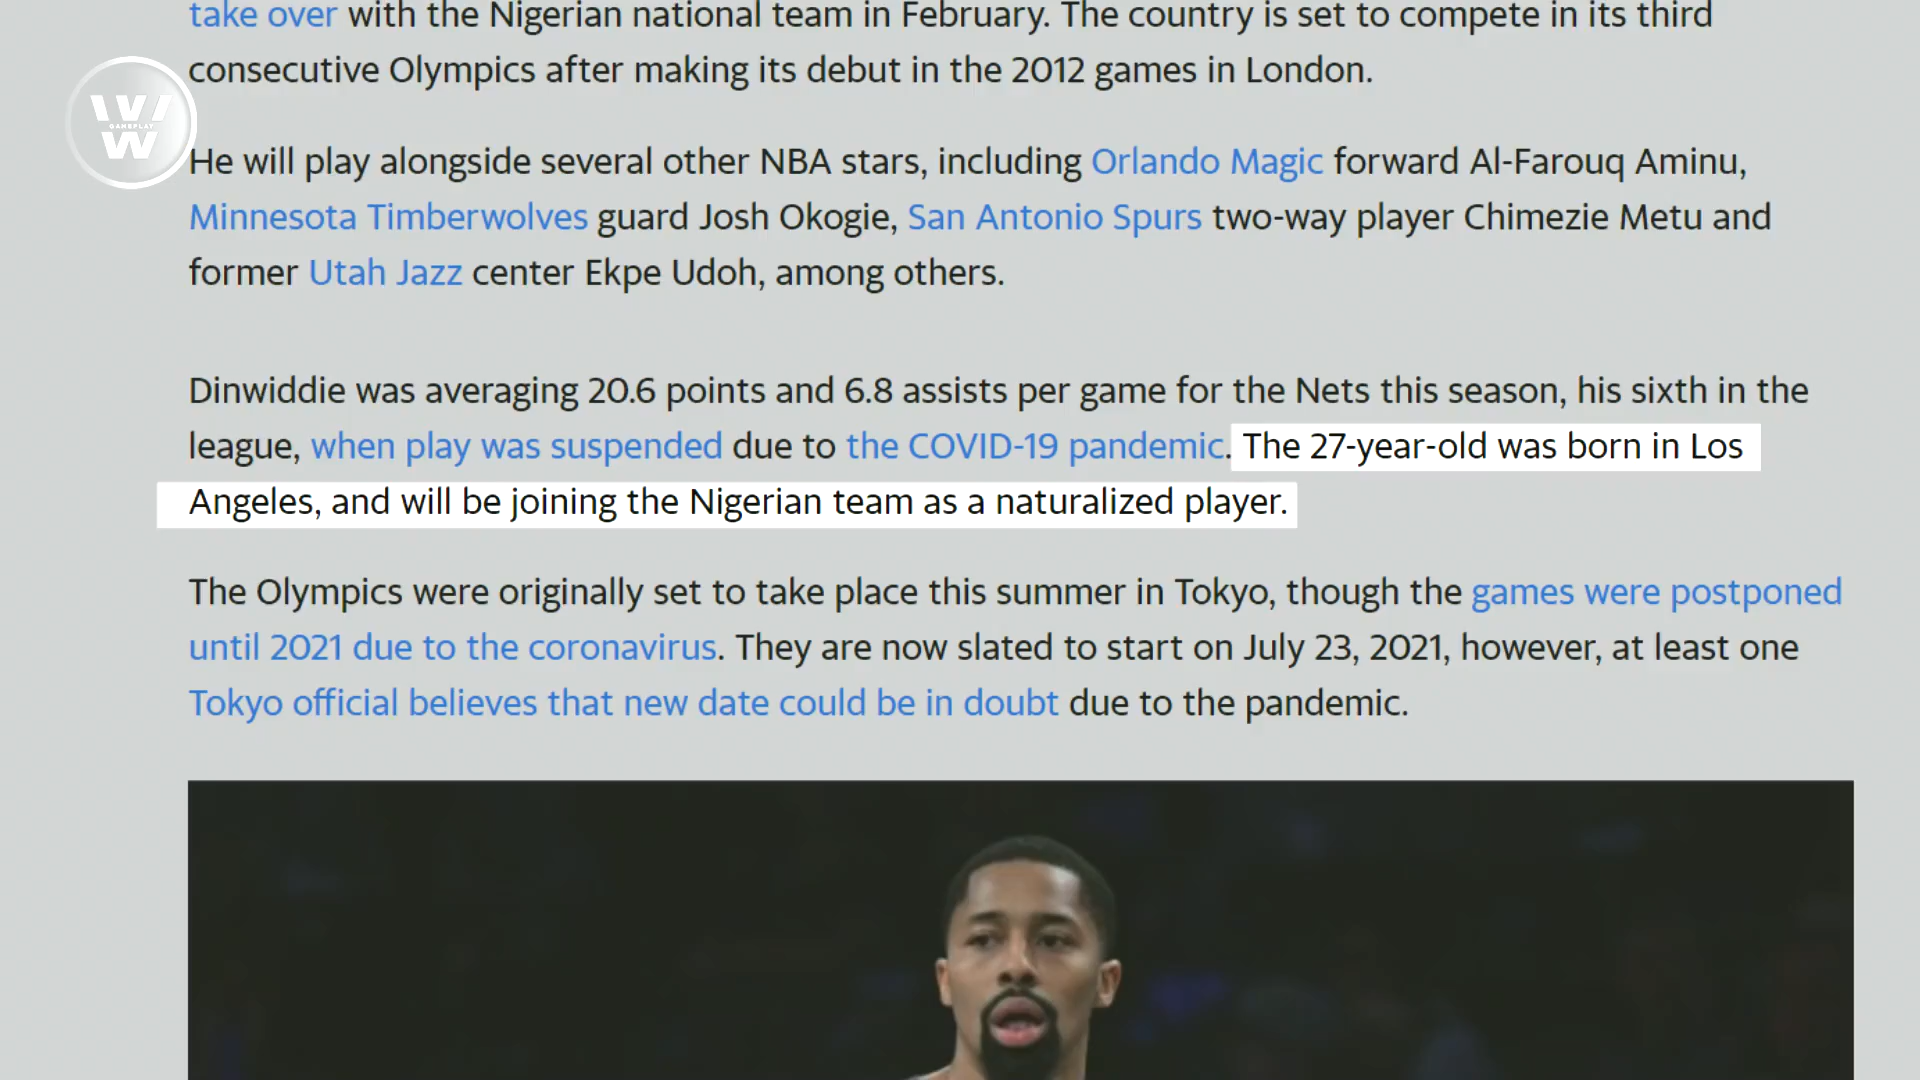 take over with the Nigerian national team in February. The country is set to compete in its third
consecutive Olympics after making its debut in the 2012 games in London.
W
GAMEPLAY
W
He will play alongside several other NBA stars, including Orlando Magic forward Al-Farouq Aminu,
Minnesota Timberwolves guard Josh Okogie, San Antonio Spurs two-way player Chimezie Metu and
former Utah Jazz center Ekpe Udoh, among others.
Dinwiddie was averaging 20.6 points and 6.8 assists per game for the Nets this season, his sixth in the
league, when play was suspended due to the COVID-19 pandemic. The 27-year-old was born in Los
Angeles, and will be joining the Nigerian team as a naturalized player.
The Olympics were originally set to take place this summer in Tokyo, though the games were postponed
until 2021 due to the coronavirus. They are now slated to start on July 23, 2021, however, at least one
Tokyo official believes that new date could be in doubt due to the pandemic.